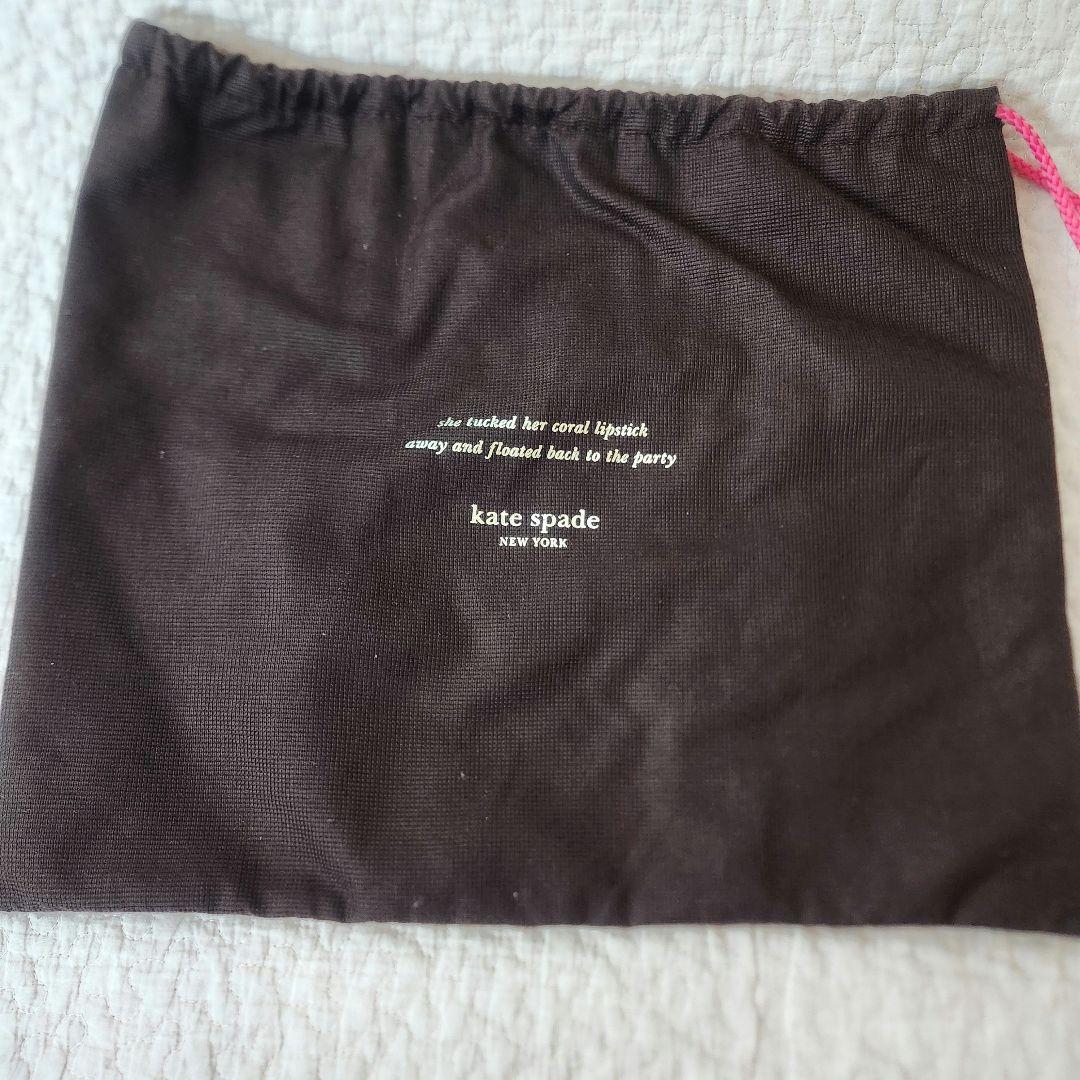 she tucked her coral lipstick
away and floated back to the party
kate spade
NEW YORK